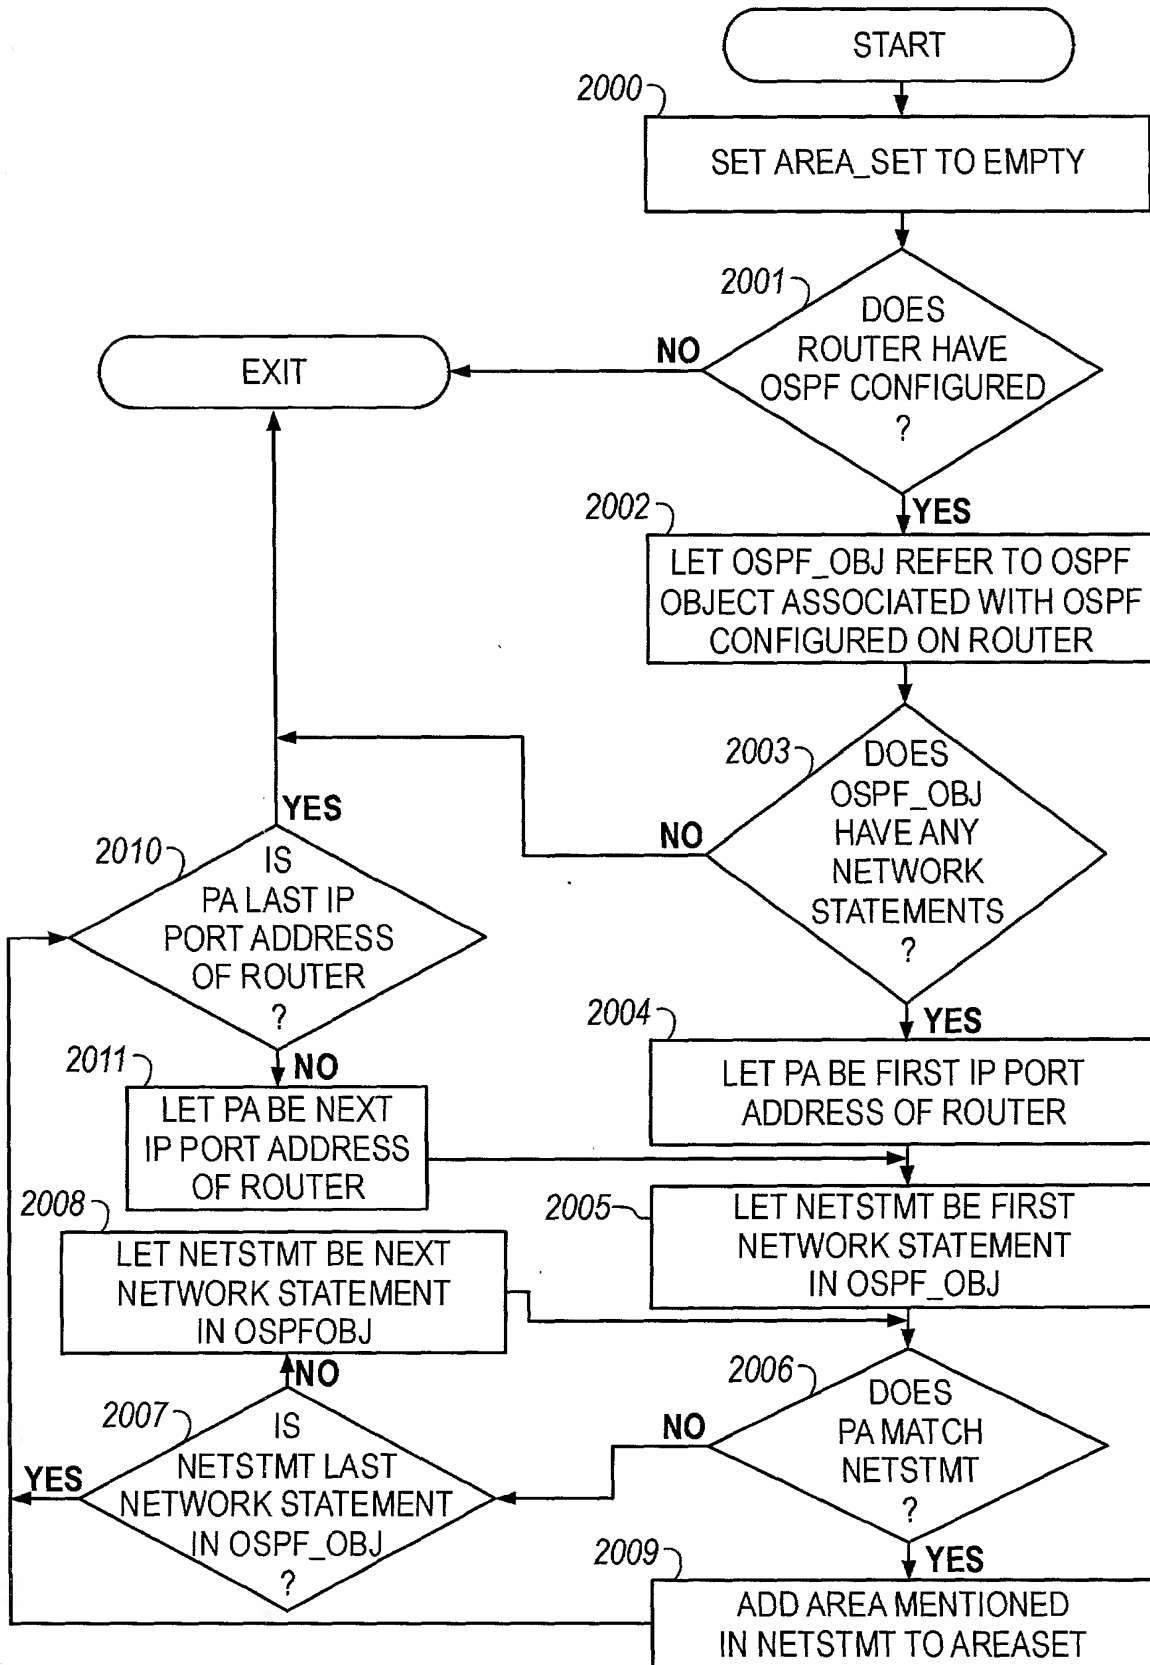 START
2000
SET AREA_SET TO EMPTY
2001
DOES
ROUTER HAVE
OSPF CONFIGURED
?
NO
EXIT
YES
2002
LET OSPF_OBJ REFER TO OSPF
OBJECT ASSOCIATED WITH OSPF
CONFIGURED ON ROUTER
2003
DOES
OSPF_OBJ
HAVE ANY
NETWORK
STATEMENTS
?
NO
YES
2010
IS
PA LAST IP
PORT ADDRESS
OF ROUTER
?
YES
NO
2004
LET PA BE FIRST IP PORT
ADDRESS OF ROUTER
2011
LET PA BE NEXT
IP PORT ADDRESS
OF ROUTER
2005
LET NETSTMT BE FIRST
NETWORK STATEMENT
IN OSPF_OBJ
2008
LET NETSTMT BE NEXT
NETWORK STATEMENT
IN OSPFOBJ
2006
DOES
PA MATCH
NETSTMT
?
NO
YES
2007
IS
NETSTMT LAST
NETWORK STATEMENT
IN OSPF_OBJ
?
NO
YES
2009
ADD AREA MENTIONED
IN NETSTMT TO AREASET